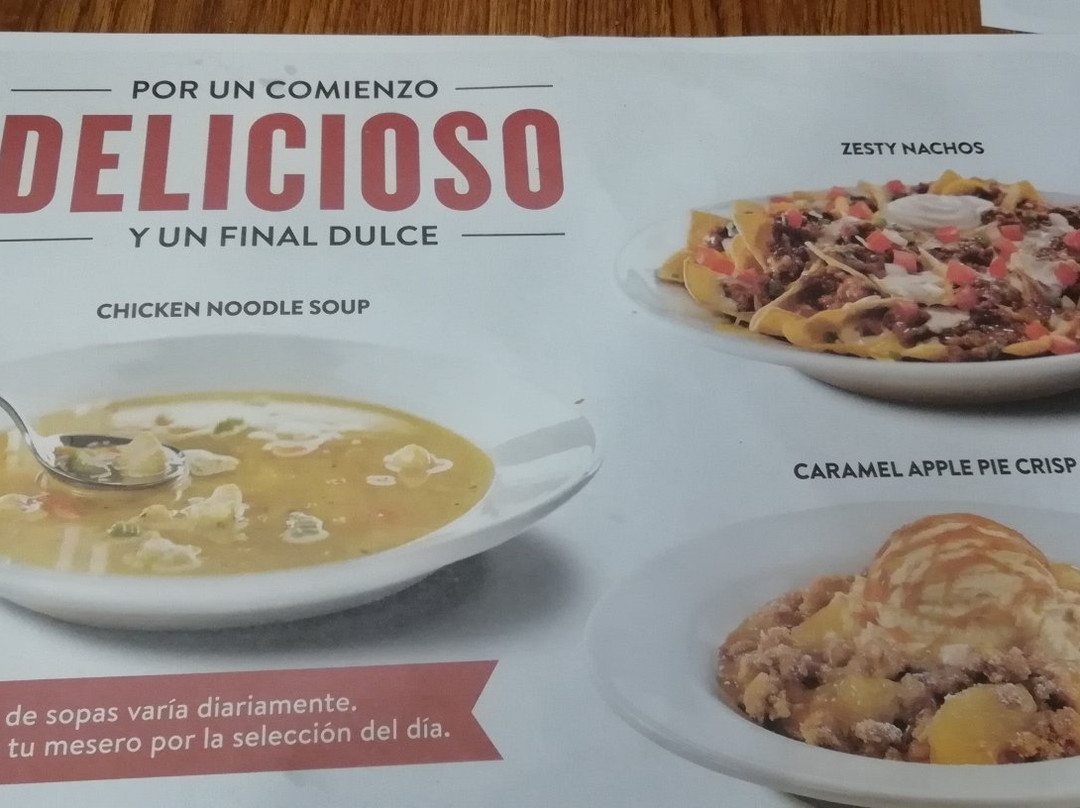 POR UN COMIENZO
DELICIOSO
Y UN FINAL DULCE
CHICKEN NOODLE SOUP
ZESTY NACHOS
CARAMEL APPLE PIE CRISP
de sopas varía diariamente.
tu mesero por la selección del día.